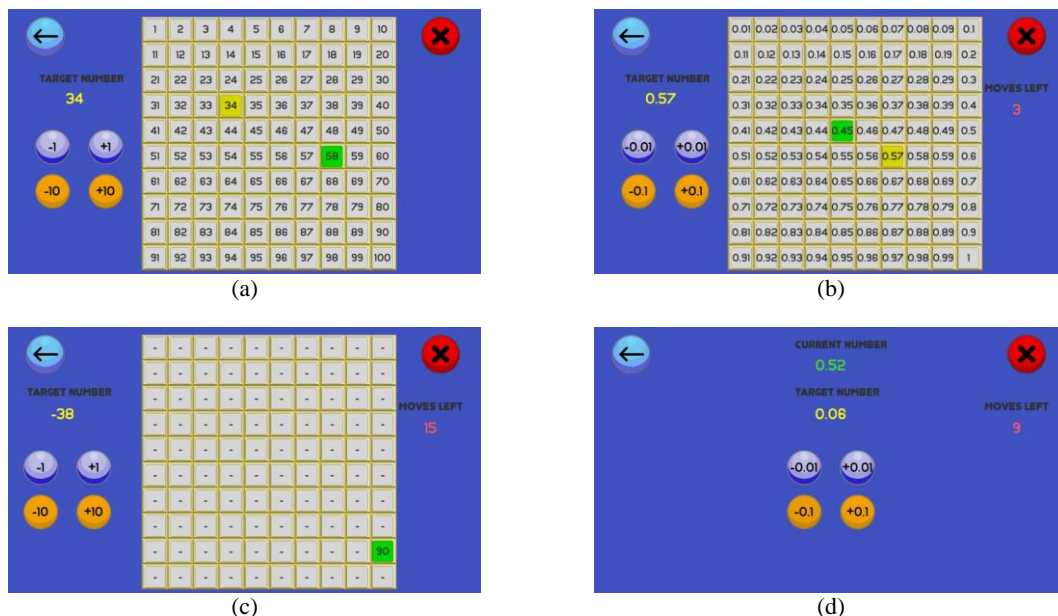 TARGET NUMBER
34
-1 +1
-10 +10
1 2 3 4 5 6 7 8 9 10
11 12 13 14 15 16 17 18 19 20
21 22 23 24 25 26 27 28 29 30
31 32 33 34 35 36 37 38 39 40
41 42 43 44 45 46 47 48 49 50
51 52 53 54 55 56 57 58 59 60
61 62 63 64 65 66 67 68 69 70
71 72 73 74 75 76 77 78 79 80
81 82 83 84 85 86 87 88 89 90
91 92 93 94 95 96 97 98 99 100
(a)
TARGET NUMBER
0.57
-0.01 +0.01
-0.1 +0.1
0.01 0.02 0.03 0.04 0.05 0.06 0.07 0.08 0.09 0.1
0.11 0.12 0.13 0.14 0.15 0.16 0.17 0.18 0.19 0.2
0.21 0.22 0.23 0.24 0.25 0.26 0.27 0.28 0.29 0.3
0.31 0.32 0.33 0.34 0.35 0.36 0.37 0.38 0.39 0.4
0.41 0.42 0.43 0.44 0.45 0.46 0.47 0.48 0.49 0.5
0.51 0.52 0.53 0.54 0.55 0.56 0.57 0.58 0.59 0.6
0.61 0.62 0.63 0.64 0.65 0.66 0.67 0.68 0.69 0.7
0.71 0.72 0.73 0.74 0.75 0.76 0.77 0.78 0.79 0.8
0.81 0.82 0.83 0.84 0.85 0.86 0.87 0.88 0.89 0.9
0.91 0.92 0.93 0.94 0.95 0.96 0.97 0.98 0.99 1
MOVES LEFT
3
(b)
TARGET NUMBER
-38
-1 +1
-10 +10
- - - - - - - - - -
- - - - - - - - - -
- - - - - - - - - -
- - - - - - - - - -
- - - - - - - - - -
- - - - - - - - - -
- - - - - - - - - -
- - - - - - - - - -
- - - - - - - - - 90
- - - - - - - - - -
MOVES LEFT
15
(c)
CURRENT NUMBER
0.52
TARGET NUMBER
0.06
-0.01 +0.01
-0.1 +0.1
MOVES LEFT
9
(d)